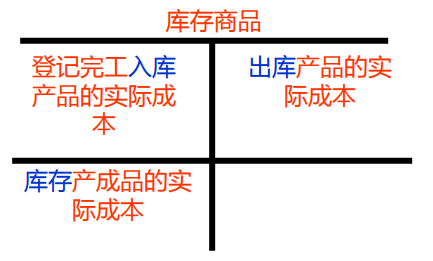 库存商品
登记完工入库
产品的实际成
本
出库产品的实
际成本
库存产成品的实
际成本